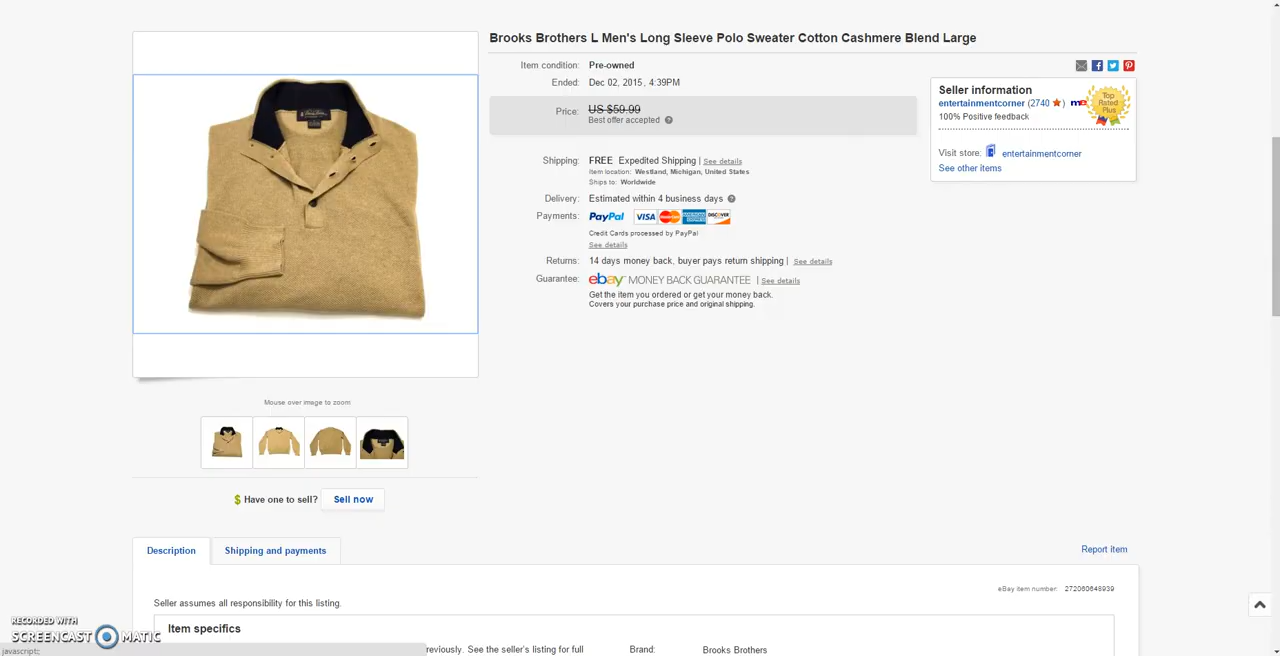 Brooks Brothers L Men's Long Sleeve Polo Sweater Cotton Cashmere Blend Large
Item condition: Pre-owned
Ended: Dec 02, 2015 , 4:39PM
Price: US $59.99
Best offer accepted
Shipping: FREE Expedited Shipping | See details
Item location: Westland, Michigan, United States
Ships to: Worldwide
Delivery: Estimated within 4 business days
Payments: PayPal VISA MasterCard AMERICAN EXPRESS DISCOVER
Credit Cards processed by PayPal
See details
Returns: 14 days money back, buyer pays return shipping | See details
Guarantee: ebay MONEY BACK GUARANTEE | See details
Get the item you ordered or get your money back.
Covers your purchase price and original shipping.
Seller information
entertainmentcorner (2740 ) me
100% Positive feedback
Top
Rated
Plus
Visit store: entertainmentcorner
See other items
Mouse over image to zoom
$ Have one to sell? Sell now
Description
Shipping and payments
Report item
eBay item number: 272060648939
Seller assumes all responsibility for this listing.
Item specifics
reviously. See the seller's listing for full
Brand: Brooks Brothers
RECORDED WITH
SCREENCAST MATIC
javascript:;